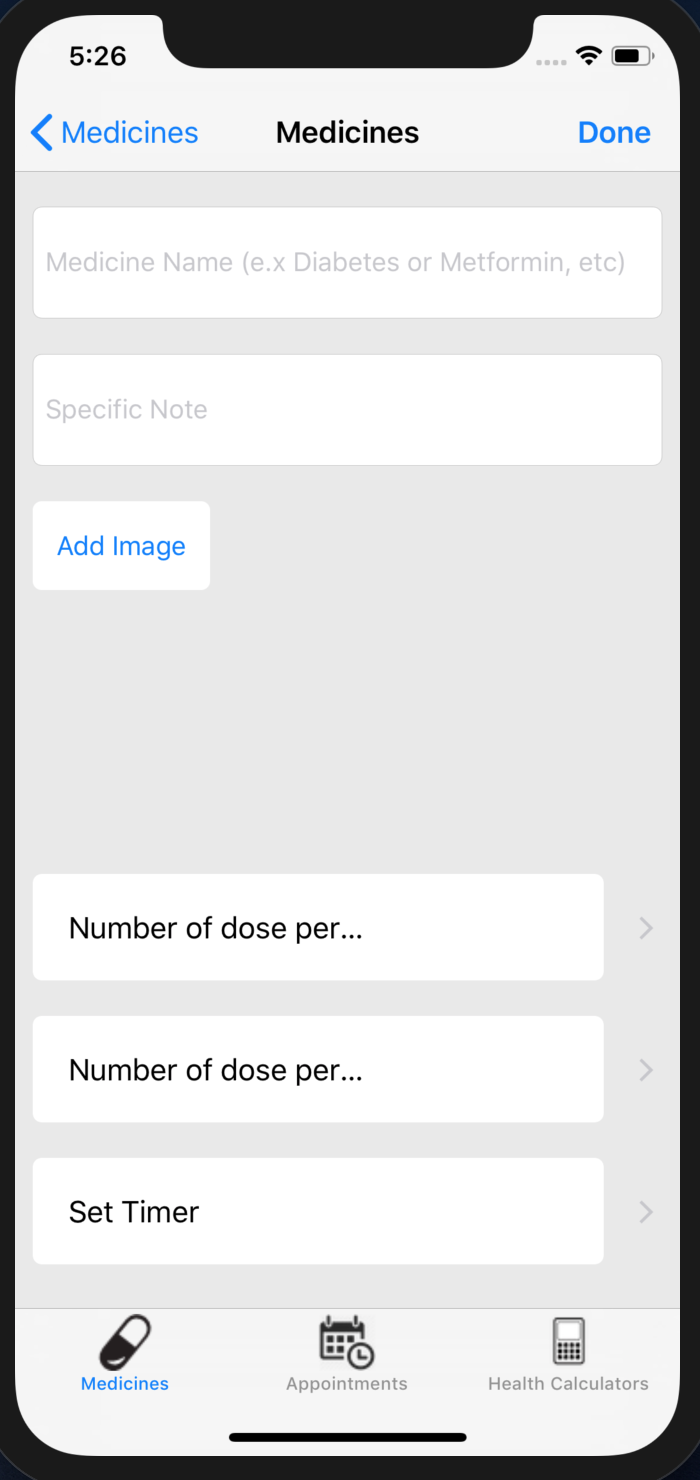 5:26
Medicines
Medicines
Done
Medicine Name (e.x Diabetes or Metformin, etc)
Specific Note
Add Image
Number of dose per...
Number of dose per...
Set Timer
Medicines
Appointments
Health Calculators